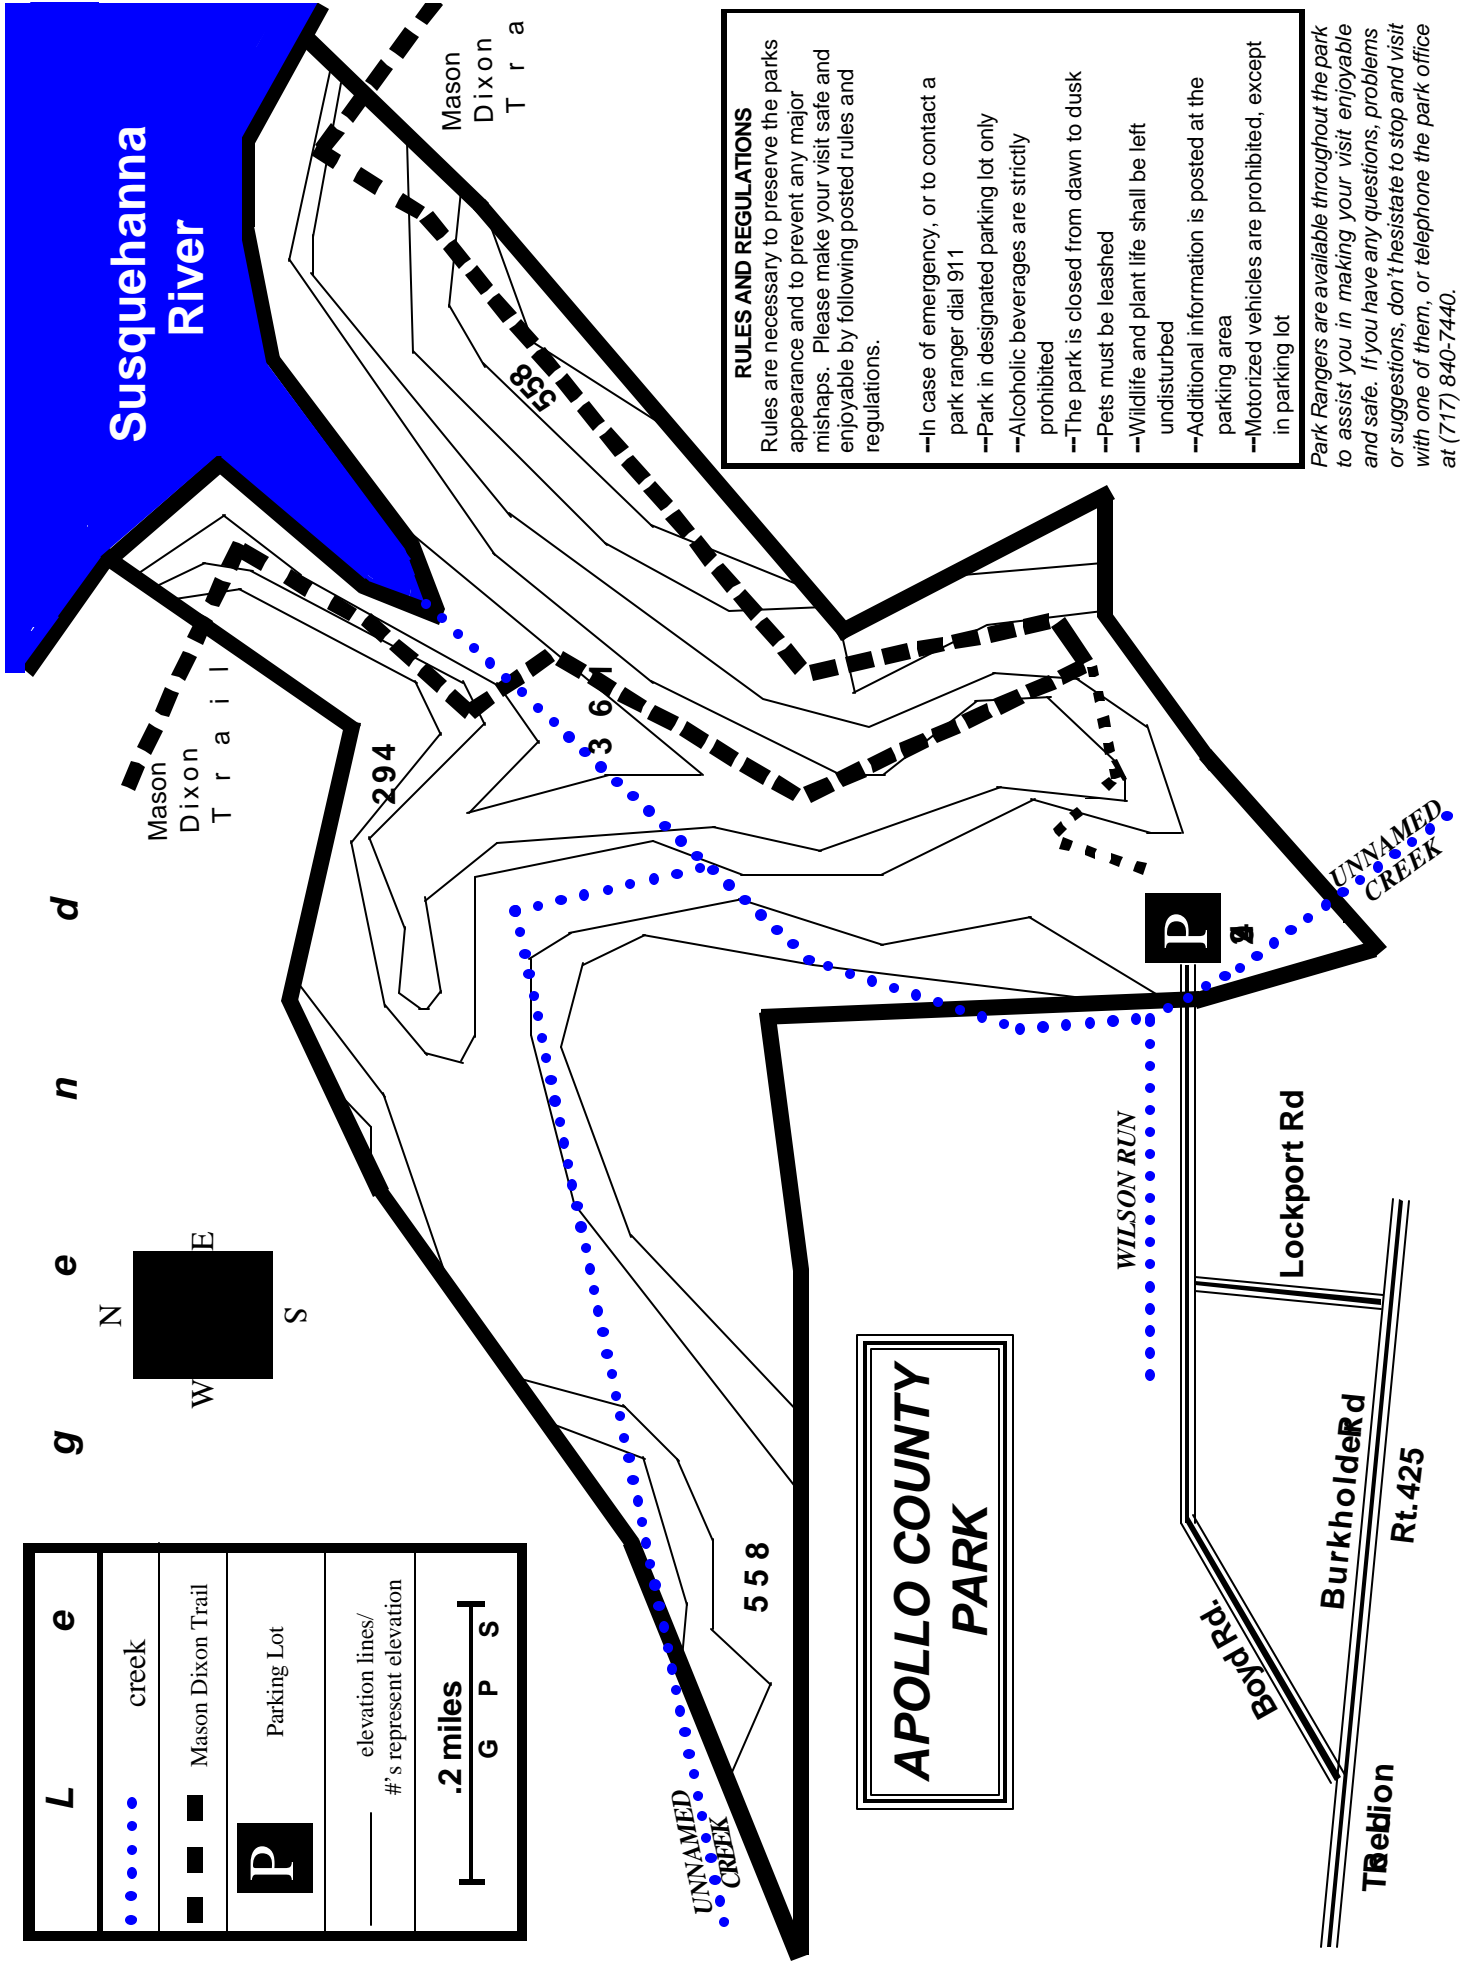 Susquehanna
River
Mason
Dixon
T r a
Mason
Dixon
T r a i l
294
3 6 1
558
558
UNNAMED
CREEK
UNNAMED
CREEK
WILSON RUN
P
Lockport Rd
Boyd Rd.
Burkholder Rd
Rt. 425
APOLLO COUNTY
PARK
N
W E
S
L e g e n d
creek
Mason Dixon Trail
P
Parking Lot
elevation lines/
#'s represent elevation
.2 miles
G P S
RULES AND REGULATIONS
Rules are necessary to preserve the parks
appearance and to prevent any major
mishaps. Please make your visit safe and
enjoyable by following posted rules and
regulations.
--In case of emergency, or to contact a
park ranger dial 911
--Park in designated parking lot only
--Alcoholic beverages are strictly
prohibited
--The park is closed from dawn to dusk
--Pets must be leashed
--Wildlife and plant life shall be left
undisturbed
--Additional information is posted at the
parking area
--Motorized vehicles are prohibited, except
in parking lot
Park Rangers are available throughout the park
to assist you in making your visit enjoyable
and safe. If you have any questions, problems
or suggestions, don't hesistate to stop and visit
with one of them, or telephone the park office
at (717) 840-7440.